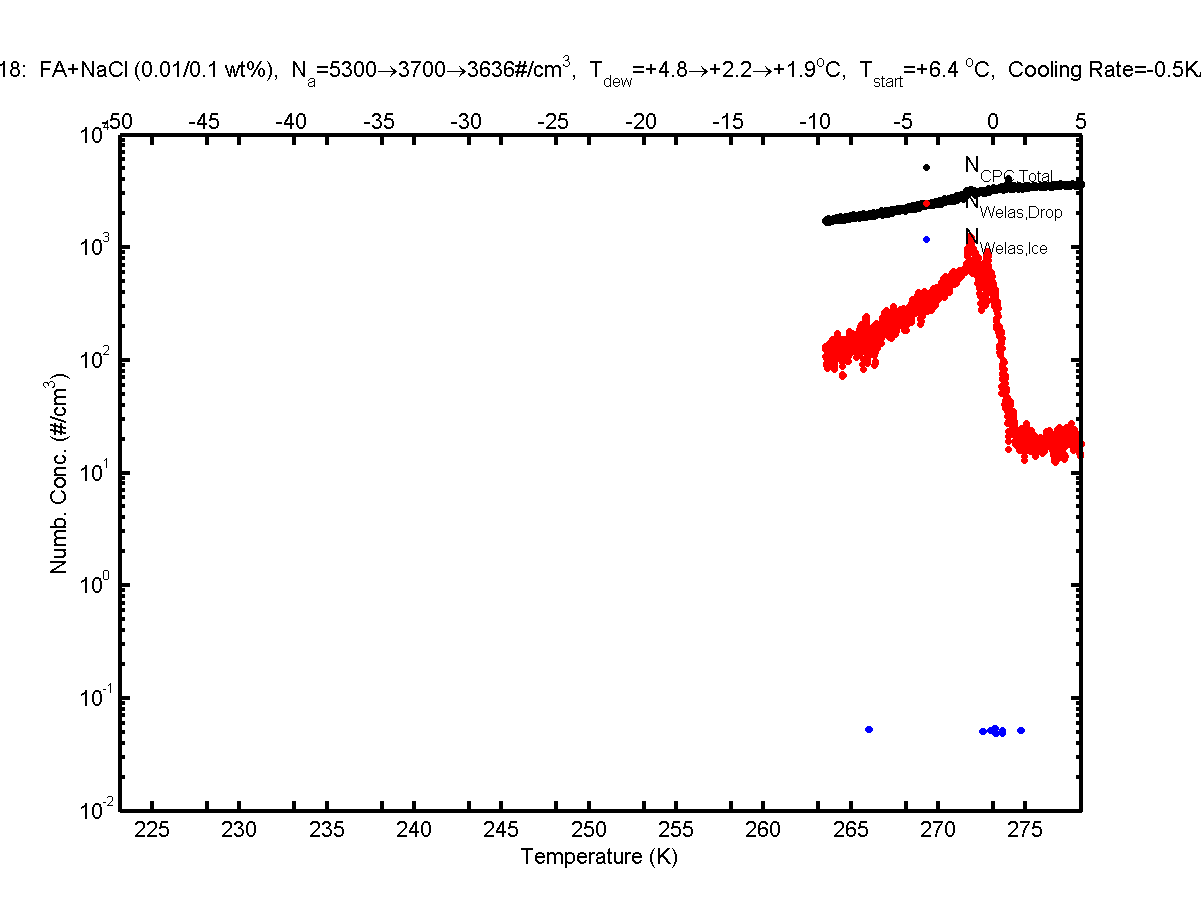 18: FA+NaCl (0.01/0.1 wt%), Na=5300→3700→3636#/cm3, Tdew=+4.8→+2.2→+1.9oC, Tstart=+6.4 oC, Cooling Rate=-0.5K
-50 -45 -40 -35 -30 -25 -20 -15 -10 -5 0 5
10^4
NCPC,Total
NWelas,Drop
10^3
NWelas,Ice
10^2
10^1
10^0
10^-1
10^-2
Numb. Conc. (#/cm3)
225 230 235 240 245 250 255 260 265 270 275
Temperature (K)